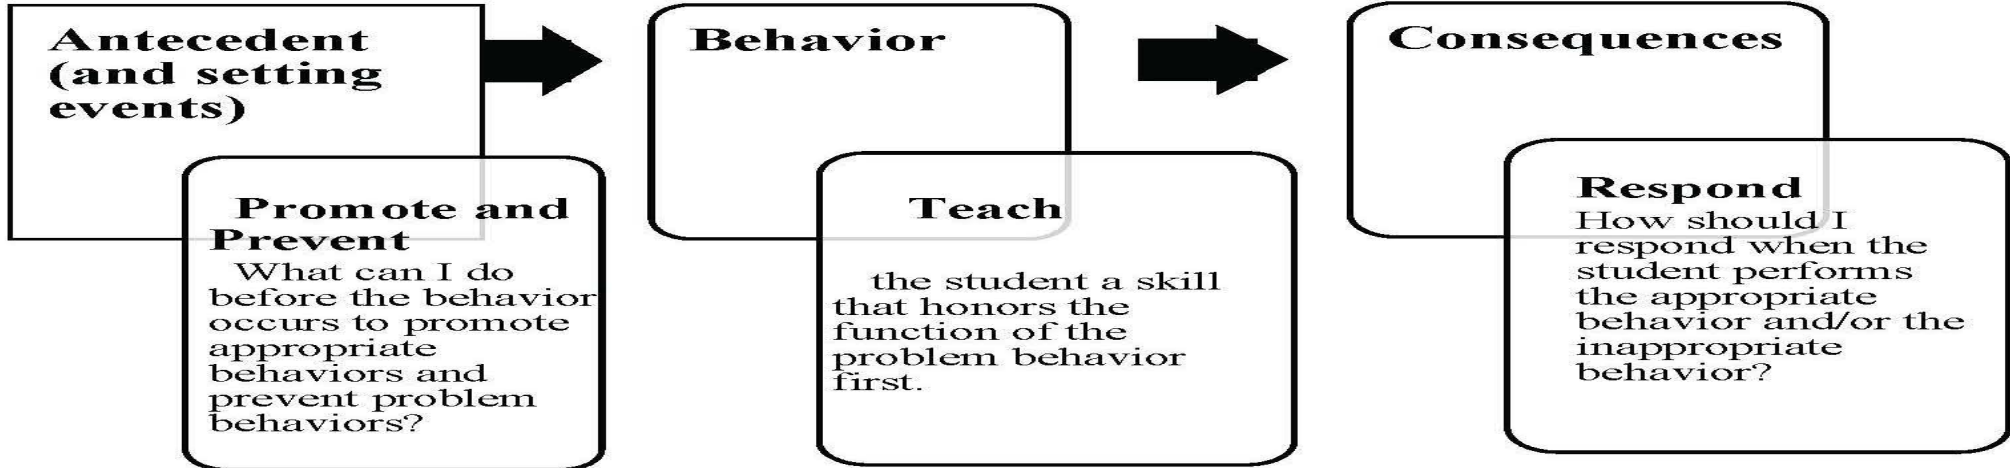 Antecedent
(and setting
events)
Promote and
Prevent
What can I do
before the behavior
occurs to promote
appropriate
behaviors and
prevent problem
behaviors?
Behavior
Teach
the student a skill
that honors the
function of the
problem behavior
first.
Consequences
Respond
How should I
respond when the
student performs
the appropriate
behavior and/or the
inappropriate
behavior?